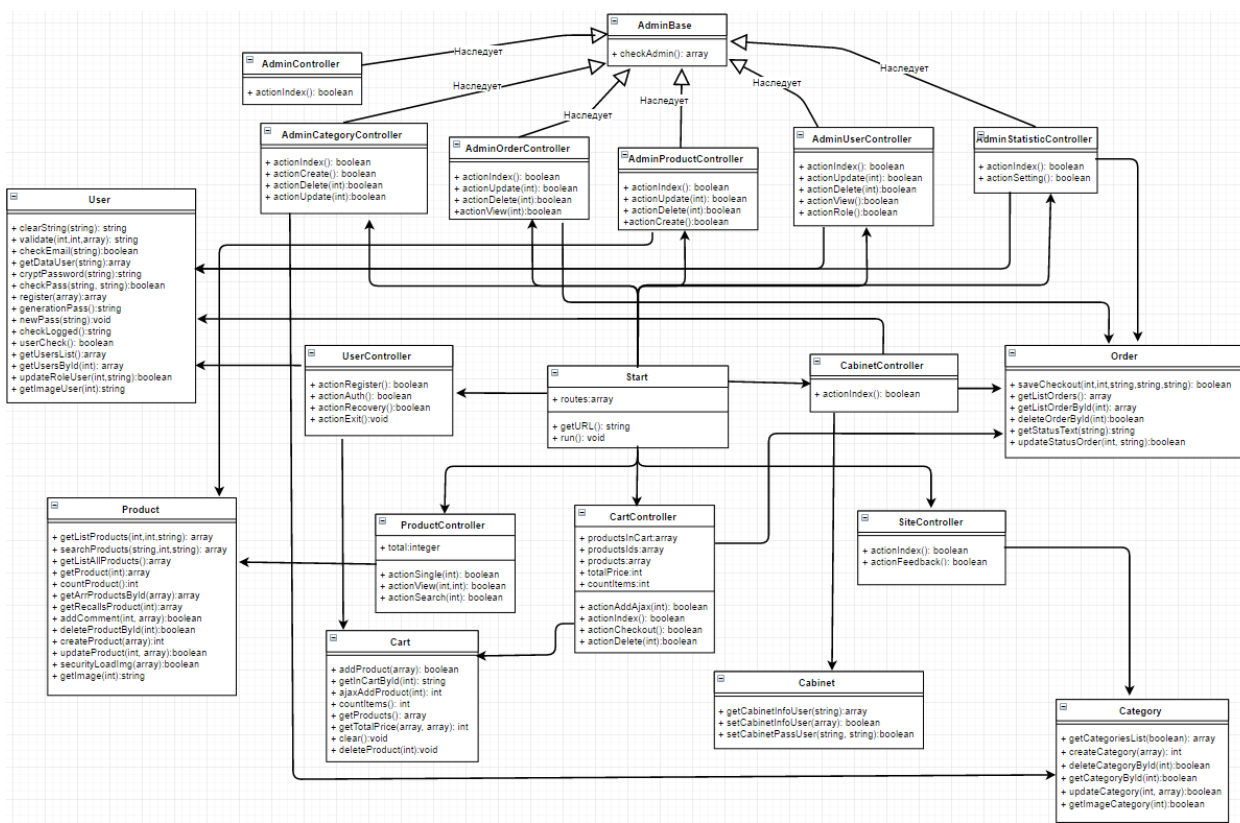 AdminBase
+ checkAdmin(): array
Наследует
Наследует
Наследует
Наследует
Наследует
Наследует
AdminController
+ actionIndex(): boolean
AdminCategoryController
+ actionIndex(): boolean
+ actionCreate(): boolean
+ actionDelete(int):boolean
+ actionUpdate(int):boolean
AdminOrderController
+ actionIndex(): boolean
+ actionUpdate(int): boolean
+ actionDelete(int):boolean
+actionView(int):boolean
AdminProductController
+ actionIndex(): boolean
+ actionUpdate(int): boolean
+ actionDelete(int):boolean
+actionCreate():boolean
AdminUserController
+ actionIndex(): boolean
+ actionUpdate(int): boolean
+ actionDelete(int):boolean
+ actionView():boolean
+ actionRole():boolean
AdminStatisticController
+ actionIndex(): boolean
+ actionSetting(): boolean
User
+ clearString(string): string
+ validate(int,int,array): string
+ checkEmail(string):boolean
+ getDataUser(string):array
+ cryptPassword(string):string
+ checkPass(string, string):boolean
+ register(array):array
+ generationPass():string
+ newPass(string):void
+ checkLogged():string
+ userCheck(): boolean
+ getUsersList():array
+ getUsersById(int): array
+ updateRoleUser(int,string):boolean
+ getImageUser(int):string
UserController
+ actionRegister(): boolean
+ actionAuth(): boolean
+ actionRecovery():boolean
+ actionExit():void
Start
+ routes:array
+ getURL(): string
+ run(): void
CabinetController
+ actionIndex(): boolean
Order
+ saveCheckout(int,int,string,string,string): boolean
+ getListOrders(): array
+ getListOrderById(int): array
+ deleteOrderById(int):boolean
+ getStatusText(string):string
+ updateStatusOrder(int, string):boolean
Product
+ getListProducts(int,int,string): array
+ searchProducts(string,int,string): array
+ getListAllProducts():array
+ getProduct(int):array
+ countProduct():int
+ getArrProductsById(array):array
+ getRecallsProduct(int):array
+ addComment(int, array):boolean
+ deleteProductById(int):boolean
+ createProduct(array):int
+ updateProduct(int, array):boolean
+ securityLoadImg(array):boolean
+ getImage(int):string
ProductController
+ total:integer
+ actionSingle(int): boolean
+ actionView(int,int): boolean
+ actionSearch(int): boolean
CartController
+ productsInCart:array
+ productsIds:array
+ products:array
+ totalPrice:int
+ countItems:int
+ actionAddAjax(int): boolean
+ actionIndex(): boolean
+ actionCheckout(): boolean
+ actionDelete(int):boolean
SiteController
+ actionIndex(): boolean
+ actionFeedback(): boolean
Cart
+ addProduct(array): boolean
+ getInCartById(int): string
+ ajaxAddProduct(int): int
+ countItems(): int
+ getProducts(): array
+ getTotalPrice(array, array): int
+ clear():void
+ deleteProduct(int):void
Cabinet
+ getCabinetInfoUser(string):array
+ setCabinetInfoUser(array): boolean
+ setCabinetPassUser(string, string):boolean
Category
+ getCategoriesList(boolean): array
+ createCategory(array): int
+ deleteCategoryById(int):boolean
+ getCategoryById(int):boolean
+ updateCategory(int, array):boolean
+ getImageCategory(int):boolean